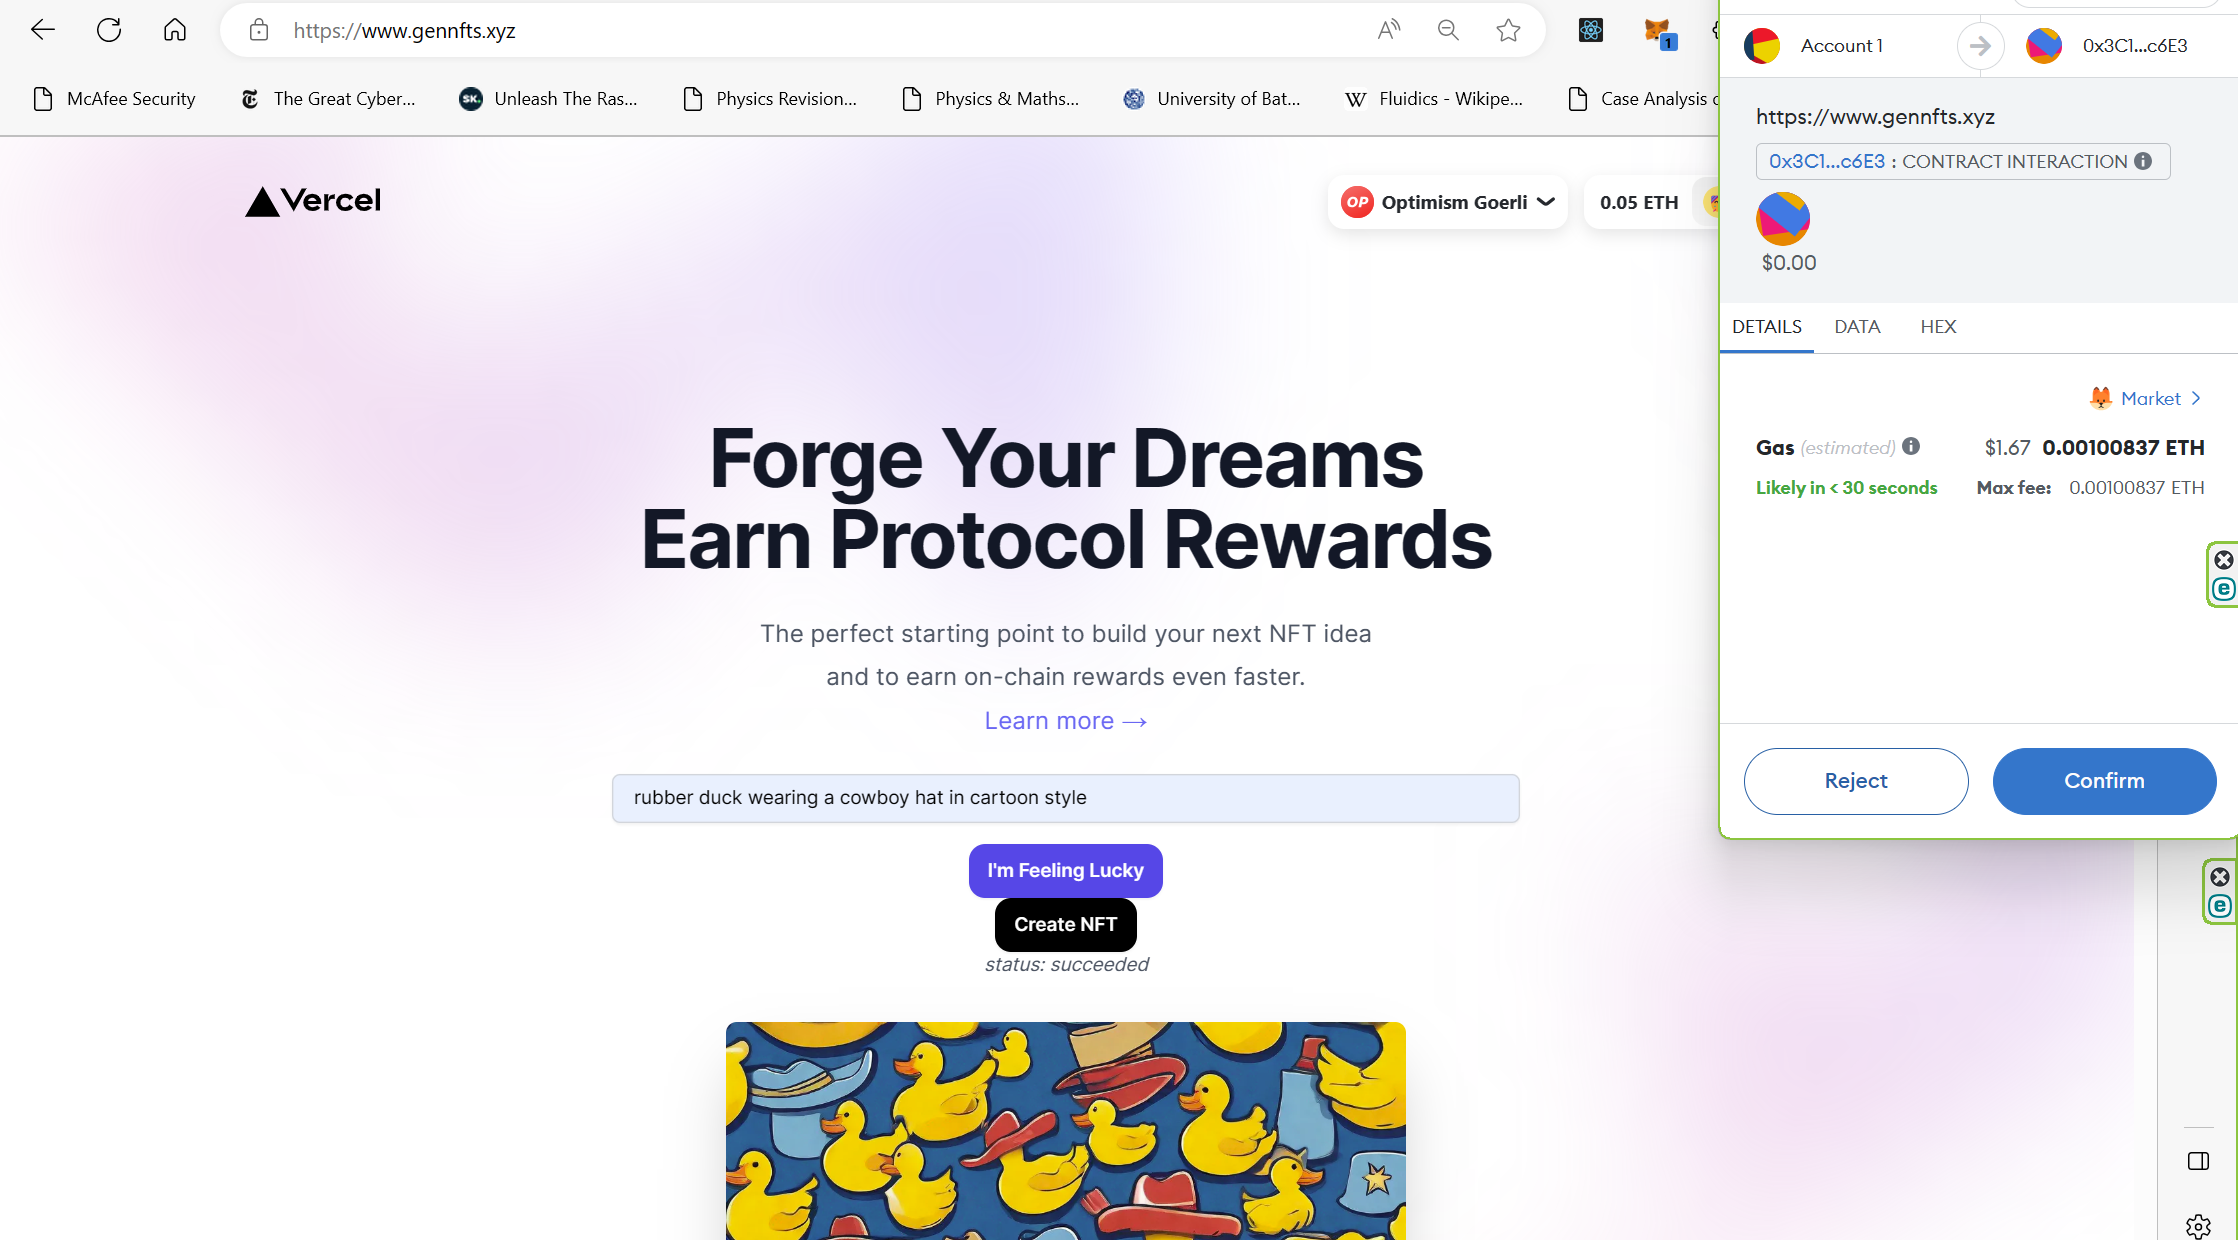 https://www.gennfts.xyz
1
McAfee Security
The Great Cyber...
SK.
Unleash The Ras...
Physics Revision...
Physics & Maths...
University of Bat...
W
Fluidics - Wikipe...
Case Analysis
Vercel
OP
Optimism Goerli
0.05 ETH
Forge Your Dreams
Earn Protocol Rewards
The perfect starting point to build your next NFT idea
and to earn on-chain rewards even faster.
Learn more →
rubber duck wearing a cowboy hat in cartoon style
I'm Feeling Lucky
Create NFT
status: succeeded
Account 1
0x3C1...c6E3
https://www.gennfts.xyz
0x3C1...c6E3 : CONTRACT INTERACTION
$0.00
DETAILS
DATA
HEX
Market >
Gas (estimated)
$1.67
0.00100837 ETH
Likely in < 30 seconds
Max fee:
0.00100837 ETH
Reject
Confirm